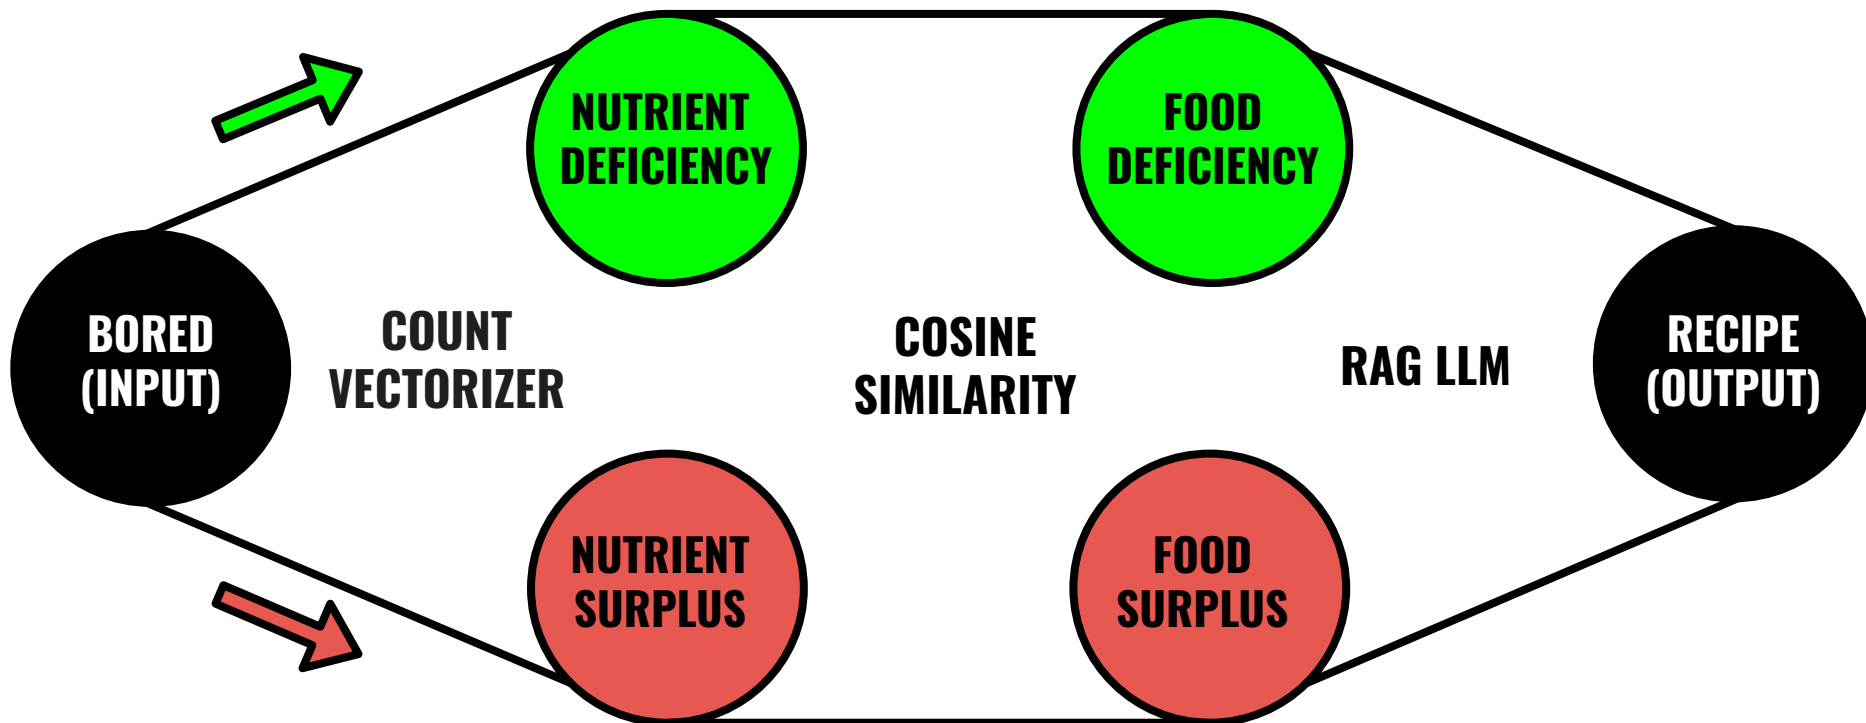 NUTRIENT
DEFICIENCY
FOOD
DEFICIENCY
BORED
(INPUT)
COUNT
VECTORIZER
COSINE
SIMILARITY
RAG LLM
RECIPE
(OUTPUT)
NUTRIENT
SURPLUS
FOOD
SURPLUS